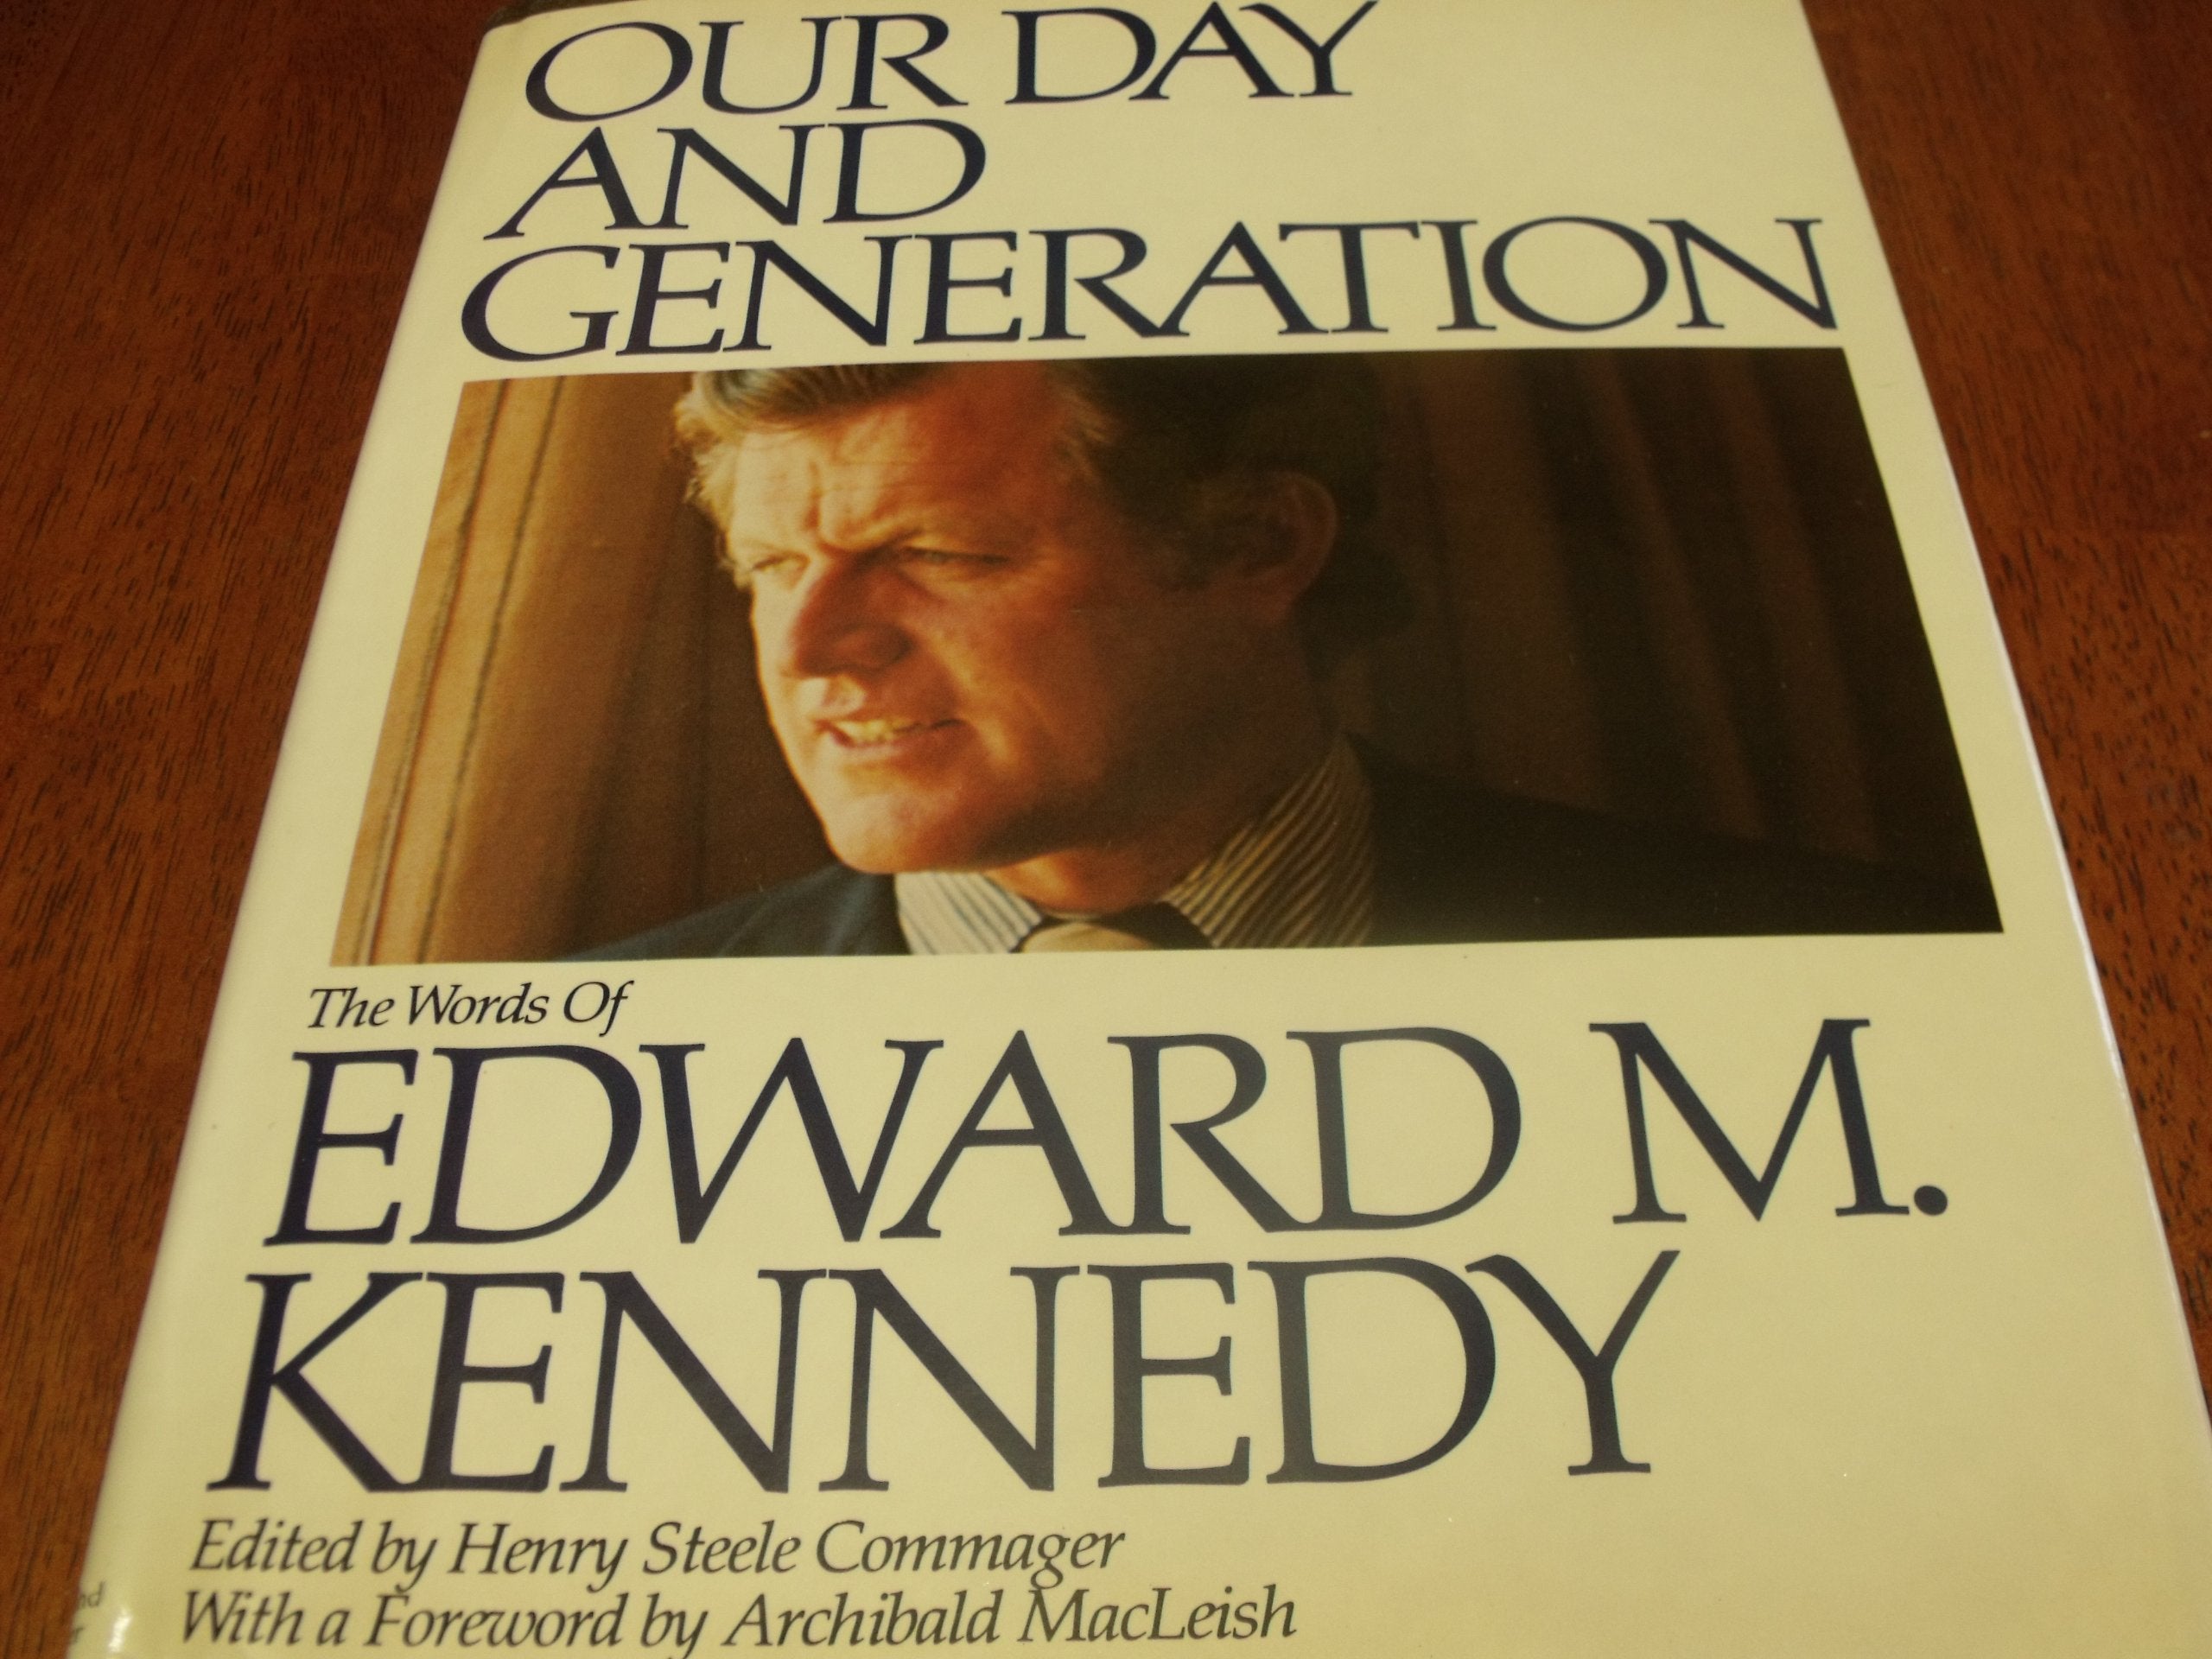 OUR DAY
AND
GENERATION
The Words Of
EDWARD M.
KENNEDY
Edited by Henry Steele Commager
With a Foreword by Archibald MacLeish